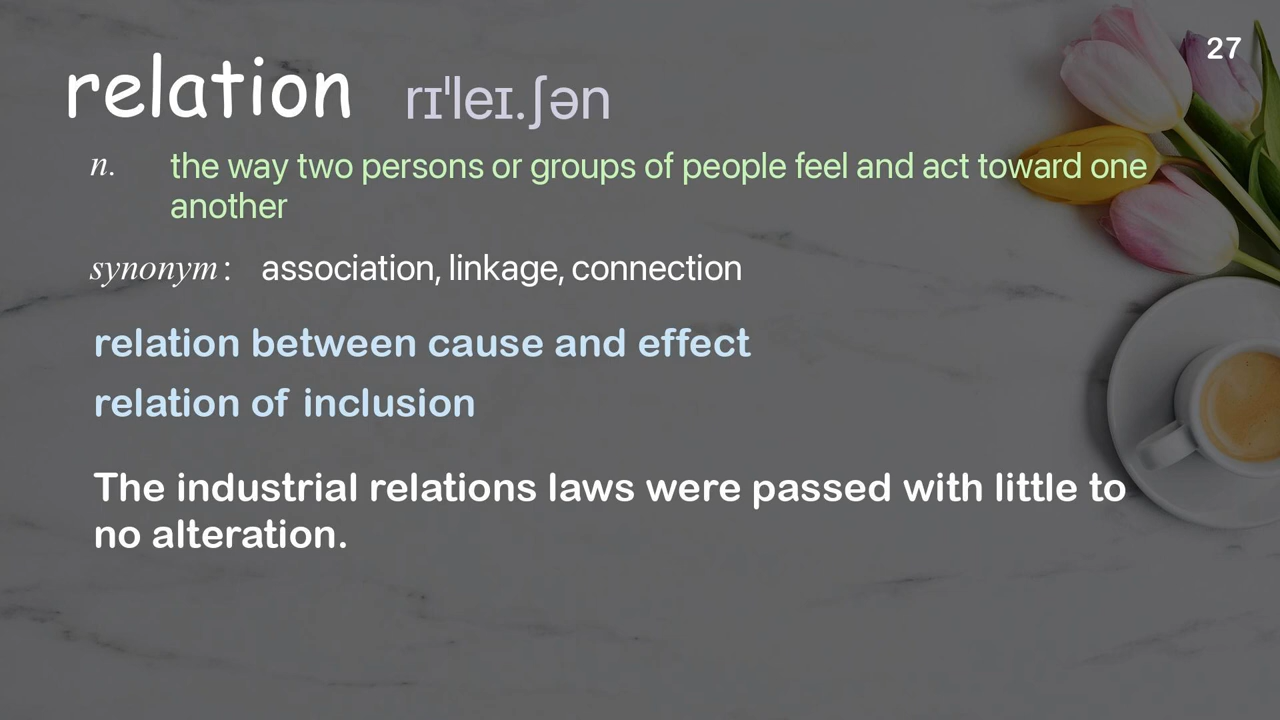 27
relation rɪˈleɪ.ʃən
n. the way two persons or groups of people feel and act toward one
another
synonym: association, linkage, connection
relation between cause and effect
relation of inclusion
The industrial relations laws were passed with little to
no alteration.